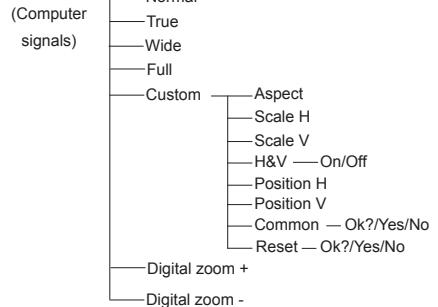 Normal
(Computer
signals)
True
Wide
Full
Custom
Aspect
Scale H
Scale V
H&V
On/Off
Position H
Position V
Common
Ok?/Yes/No
Reset
Ok?/Yes/No
Digital zoom +
Digital zoom -